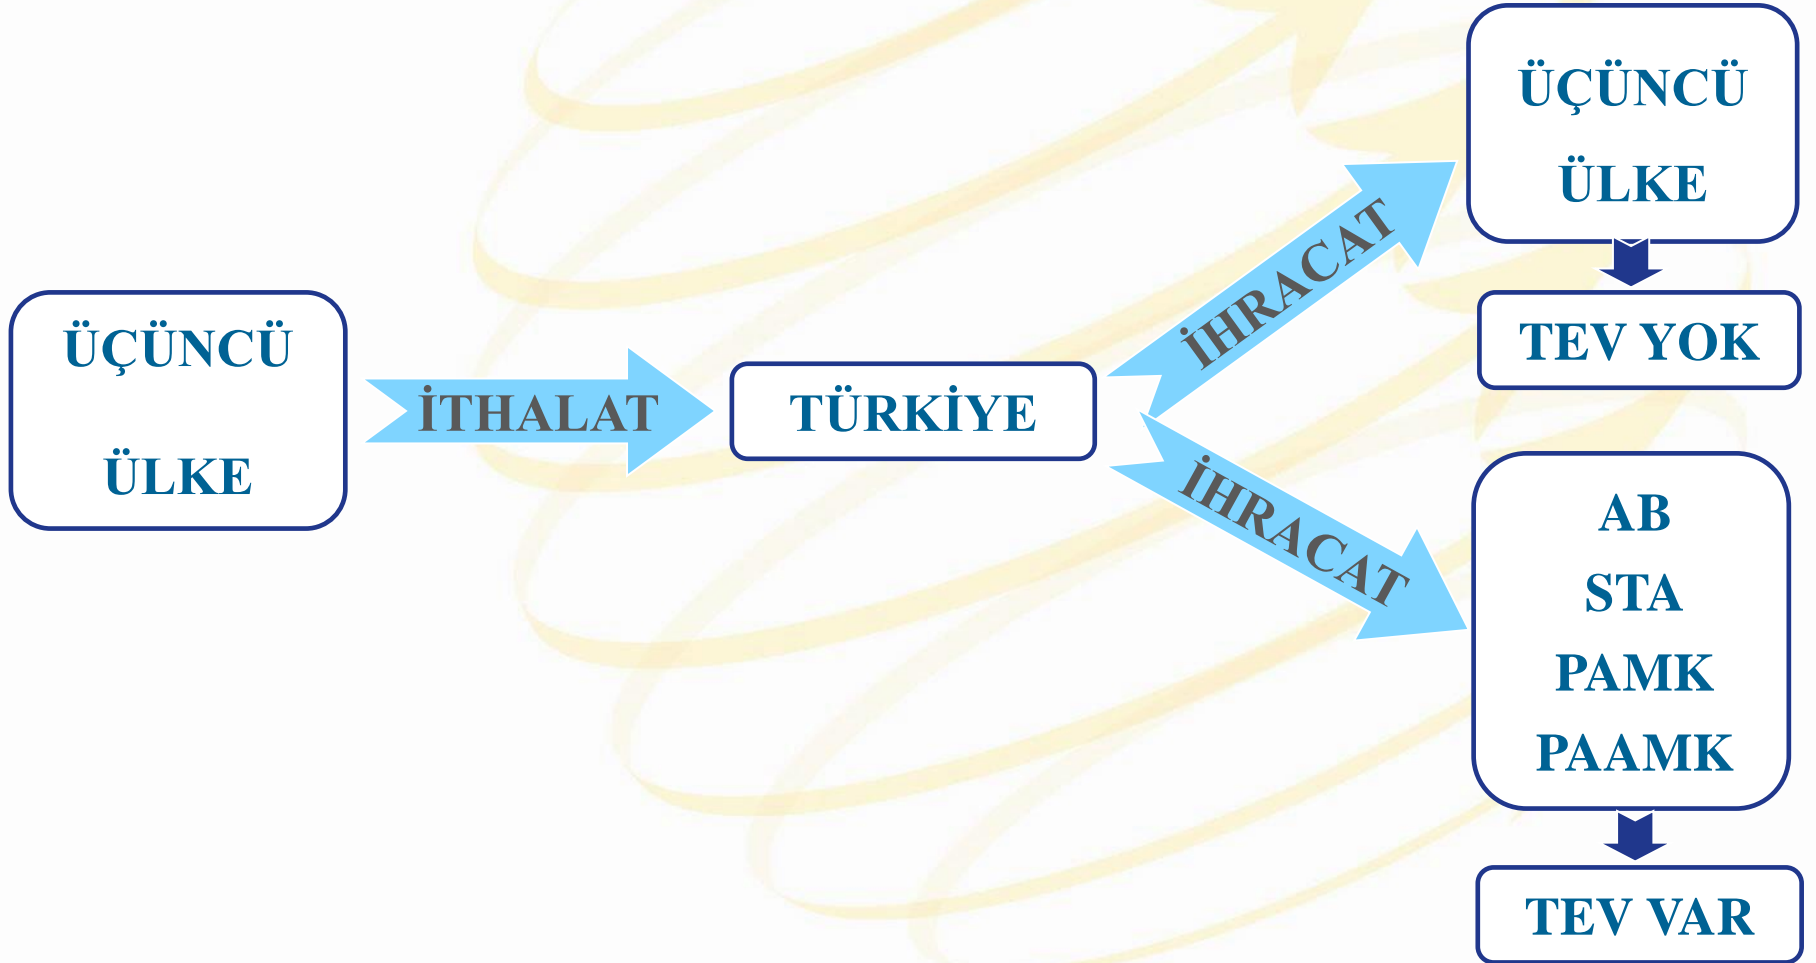 ÜÇÜNCÜ
ÜLKE
İTHALAT
TÜRKİYE
İHRACAT
ÜÇÜNCÜ
ÜLKE
TEV YOK
İHRACAT
AB
STA
PAMK
PAAMK
TEV VAR